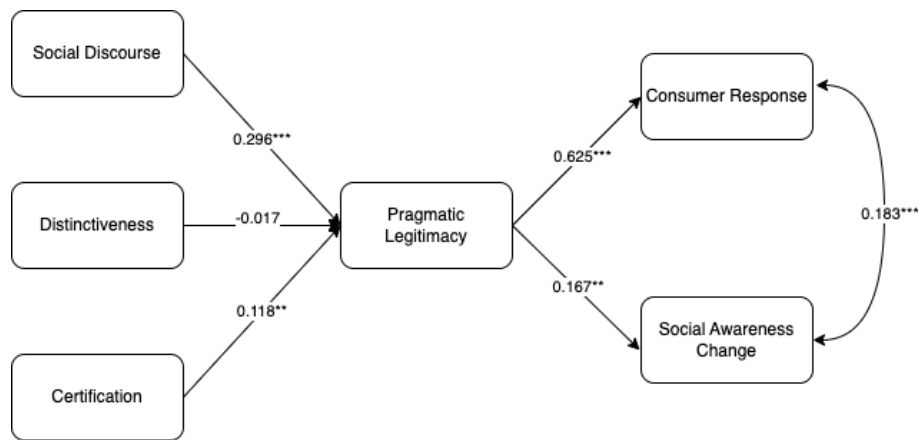 Social Discourse
Consumer Response
0.296***
0.625***
Distinctiveness
-0.017
Pragmatic
Legitimacy
0.183***
0.118**
0.167**
Social Awareness
Change
Certification